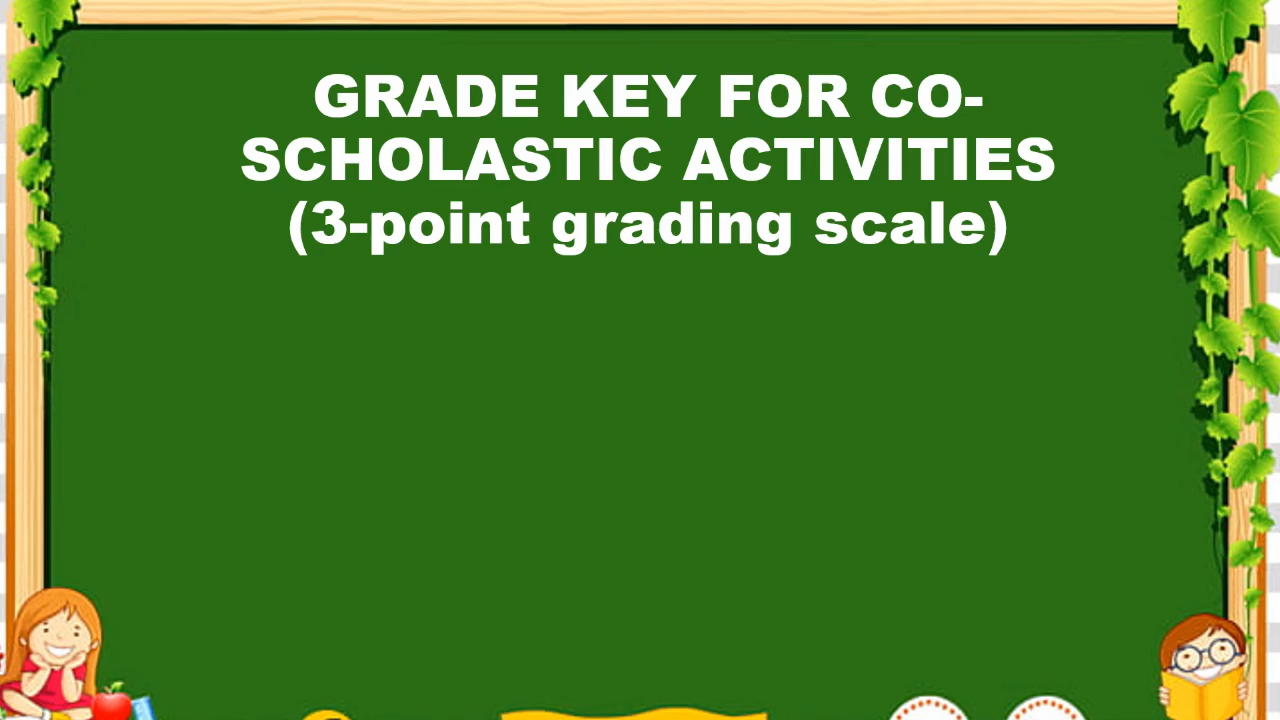 GRADE KEY FOR CO-
SCHOLASTIC ACTIVITIES
(3-point grading scale)